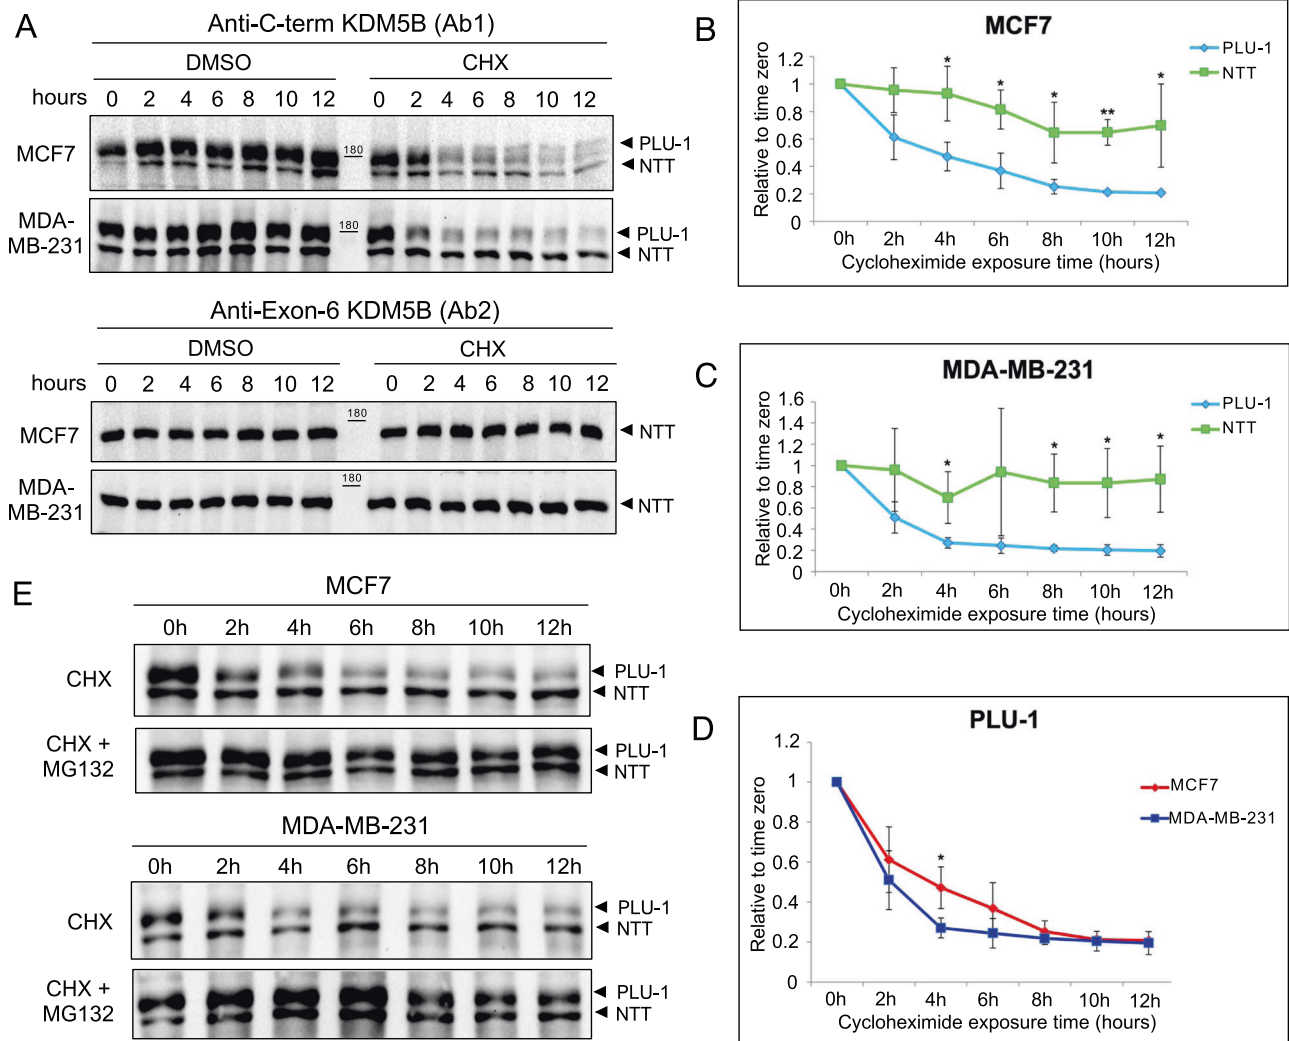 A
Anti-C-term KDM5B (Ab1)
DMSO CHX
hours 0 2 4 6 8 10 12 0 2 4 6 8 10 12
MCF7 180 PLU-1
NTT
MDA-
MB-231 180 PLU-1
NTT
Anti-Exon-6 KDM5B (Ab2)
DMSO CHX
hours 0 2 4 6 8 10 12 0 2 4 6 8 10 12
MCF7 180 NTT
MDA-
MB-231 180 NTT
B
MCF7
Relative to time zero
1.2
1
0.8
0.6
0.4
0.2
0
* * * ** *
0h 2h 4h 6h 8h 10h 12h
Cycloheximide exposure time (hours)
PLU-1
NTT
C
MDA-MB-231
Relative to time zero
1.6
1.4
1.2
1
0.8
0.6
0.4
0.2
0
* * * *
0h 2h 4h 6h 8h 10h 12h
Cycloheximide exposure time (hours)
PLU-1
NTT
D
PLU-1
Relative to time zero
1.2
1
0.8
0.6
0.4
0.2
0
*
0h 2h 4h 6h 8h 10h 12h
Cycloheximide exposure time (hours)
MCF7
MDA-MB-231
E
MCF7
0h 2h 4h 6h 8h 10h 12h
CHX PLU-1
NTT
CHX +
MG132 PLU-1
NTT
MDA-MB-231
0h 2h 4h 6h 8h 10h 12h
CHX PLU-1
NTT
CHX +
MG132 PLU-1
NTT